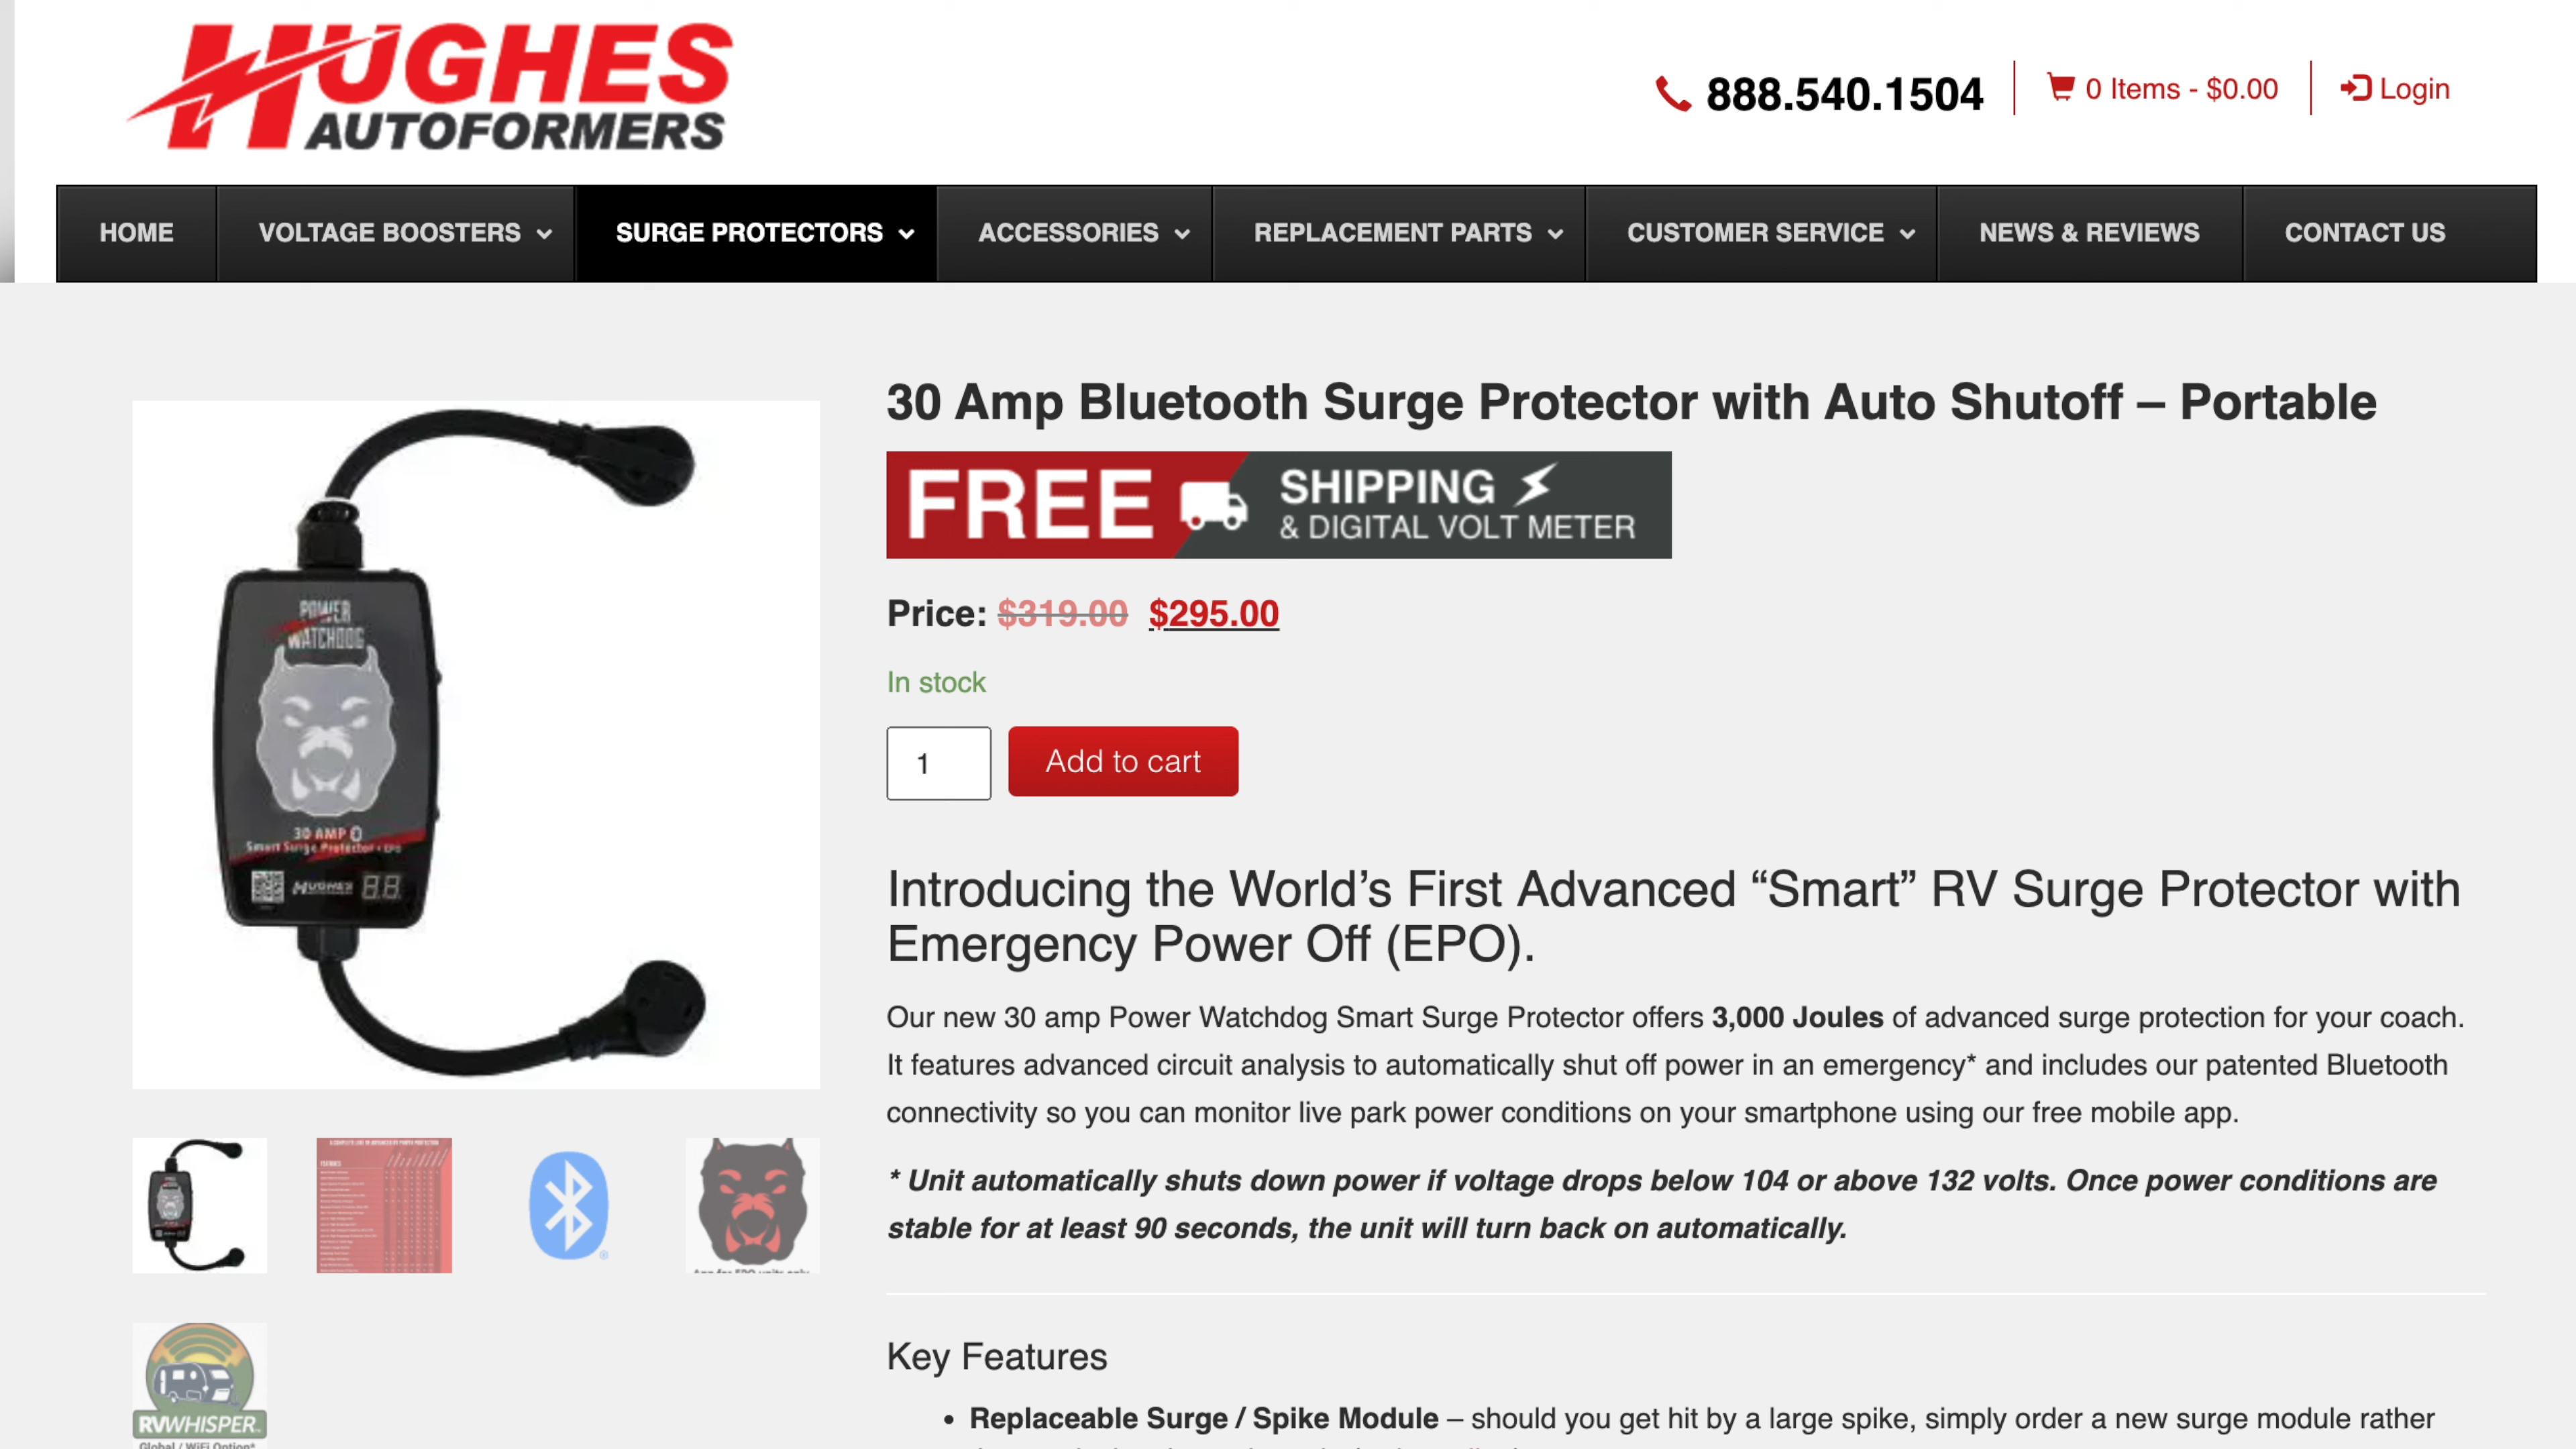 HUGHES
AUTOFORMERS
888.540.1504
0 Items - $0.00
Login
HOME
VOLTAGE BOOSTERS
SURGE PROTECTORS
ACCESSORIES
REPLACEMENT PARTS
CUSTOMER SERVICE
NEWS & REVIEWS
CONTACT US
30 Amp Bluetooth Surge Protector with Auto Shutoff – Portable
FREE SHIPPING
& DIGITAL VOLT METER
Price: $319.00 $295.00
In stock
1
Add to cart
POWER
WATCHDOG
30 AMP
Smart Surge Protector + EPO
HUGHES 88
Introducing the World’s First Advanced “Smart” RV Surge Protector with
Emergency Power Off (EPO).
Our new 30 amp Power Watchdog Smart Surge Protector offers 3,000 Joules of advanced surge protection for your coach.
It features advanced circuit analysis to automatically shut off power in an emergency* and includes our patented Bluetooth
connectivity so you can monitor live park power conditions on your smartphone using our free mobile app.
* Unit automatically shuts down power if voltage drops below 104 or above 132 volts. Once power conditions are
stable for at least 90 seconds, the unit will turn back on automatically.
FEATURES
RVWHISPER
Global / WiFi Option*
Key Features
• Replaceable Surge / Spike Module – should you get hit by a large spike, simply order a new surge module rather